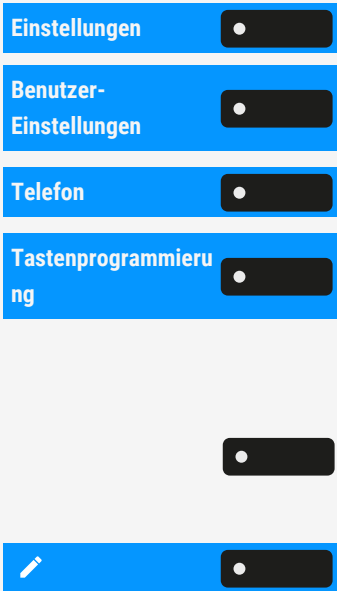 Einstellungen
Benutzer-
Einstellungen
Telefon
Tastenprogrammieru
ng